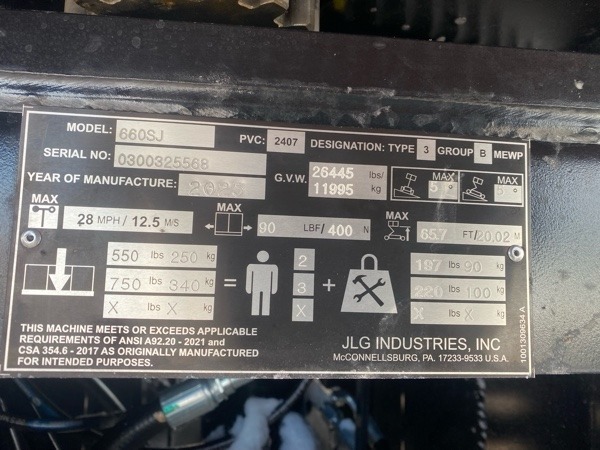 MODEL: 660SJ PVC: 2407 DESIGNATION: TYPE 3 GROUP B MEWP
SERIAL NO: 0300325568
YEAR OF MANUFACTURE: G.V.W. 26445 lbs/ 11995 kg MAX 5 ° MAX 5 °
MAX 28 MPH / 12.5 M/S MAX 90 LBF/ 400 N MAX 65.7 FT/ 20.02 M
550 lbs 250 kg = 2 + 197 lbs 90 kg
750 lbs 340 kg 3 220 lbs 100 kg
X lbs X kg X X lbs X kg
THIS MACHINE MEETS OR EXCEEDS APPLICABLE
REQUIREMENTS OF ANSI A92.20 - 2021 and
CSA 354.6 - 2017 AS ORIGINALLY MANUFACTURED
FOR INTENDED PURPOSES.
JLG INDUSTRIES, INC
McCONNELLSBURG, PA. 17233-9533 U.S.A.
1001309634 A